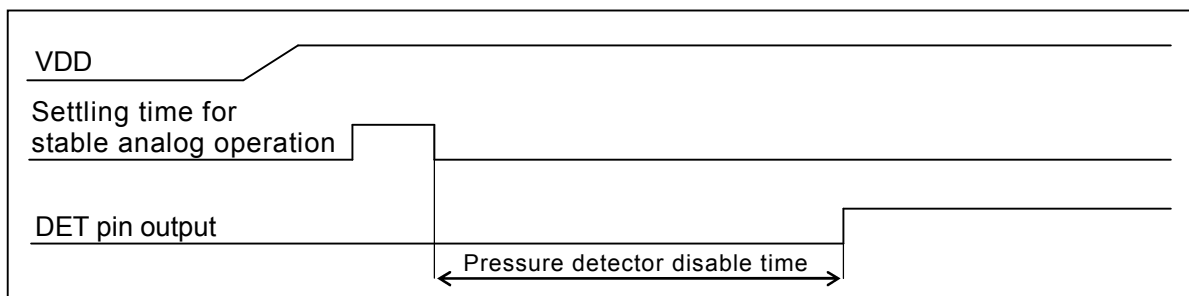 VDD
Settling time for
stable analog operation
DET pin output
Pressure detector disable time